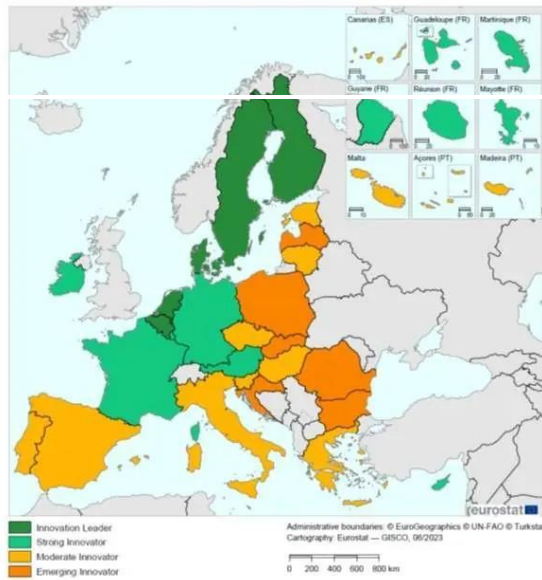 Canarias (ES)
Guadeloupe (FR)
Martinique (FR)
Guyane (FR)
Réunion (FR)
Mayotte (FR)
Malta
Açores (PT)
Madeira (PT)
eurostat
Innovation Leader
Strong Innovator
Moderate Innovator
Emerging Innovator
Administrative boundaries: © EuroGeographics © UN-FAO © Turksta
Cartography: Eurostat — GISCO, 06/2023
0 200 400 600 800 km